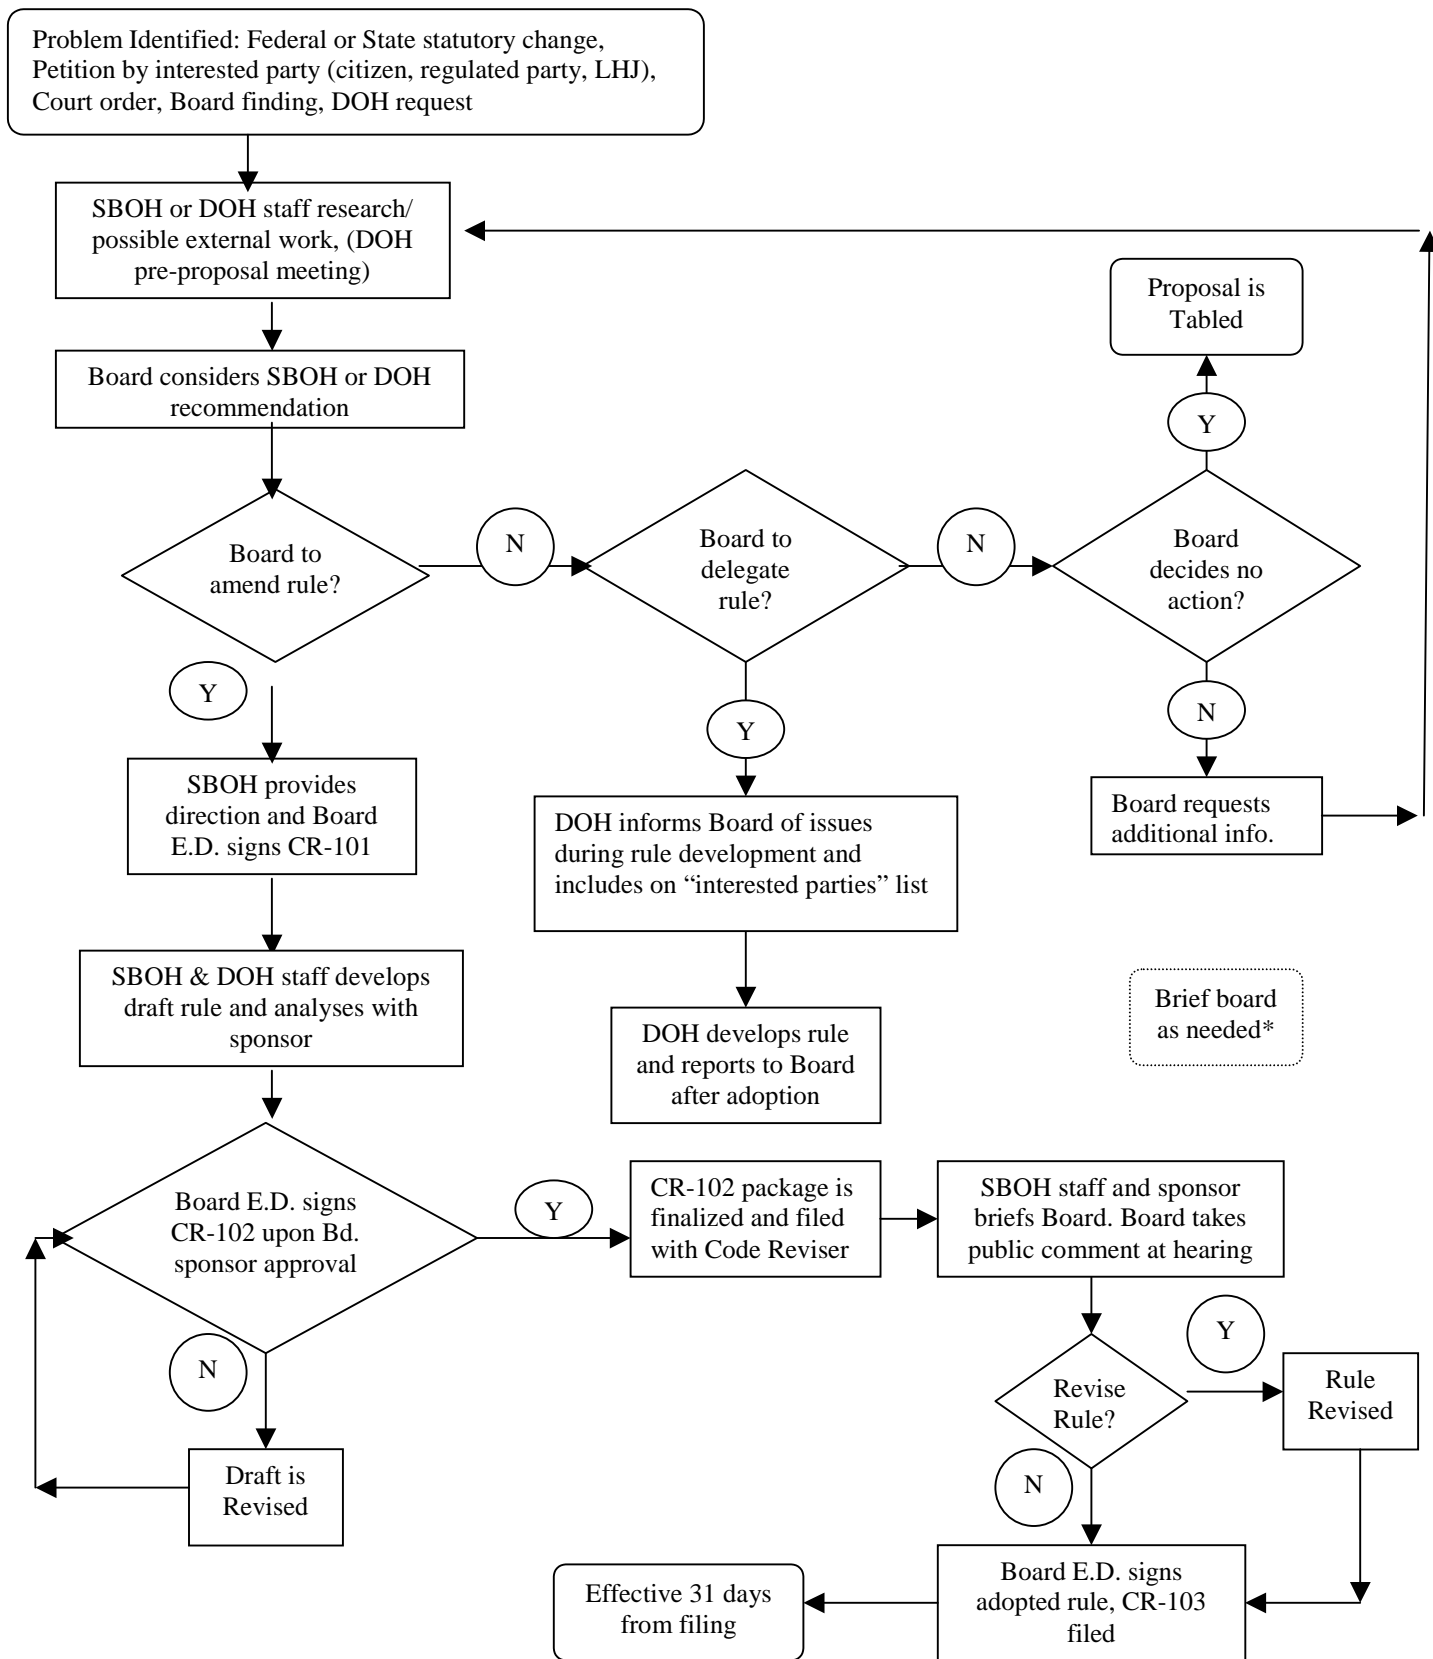 Problem Identified: Federal or State statutory change,
Petition by interested party (citizen, regulated party, LHJ),
Court order, Board finding, DOH request
SBOH or DOH staff research/
possible external work, (DOH
pre-proposal meeting)
Proposal is
Tabled
Board considers SBOH or DOH
recommendation
Y
Board to
amend rule?
N
Board to
delegate
rule?
N
Board
decides no
action?
Y
Y
N
SBOH provides
direction and Board
E.D. signs CR-101
DOH informs Board of issues
during rule development and
includes on “interested parties” list
Board requests
additional info.
SBOH & DOH staff develops
draft rule and analyses with
sponsor
DOH develops rule
and reports to Board
after adoption
Brief board
as needed*
Board E.D. signs
CR-102 upon Bd.
sponsor approval
Y
CR-102 package is
finalized and filed
with Code Reviser
SBOH staff and sponsor
briefs Board. Board takes
public comment at hearing
N
Y
Revise
Rule?
Rule
Revised
Draft is
Revised
N
Effective 31 days
from filing
Board E.D. signs
adopted rule, CR-103
filed